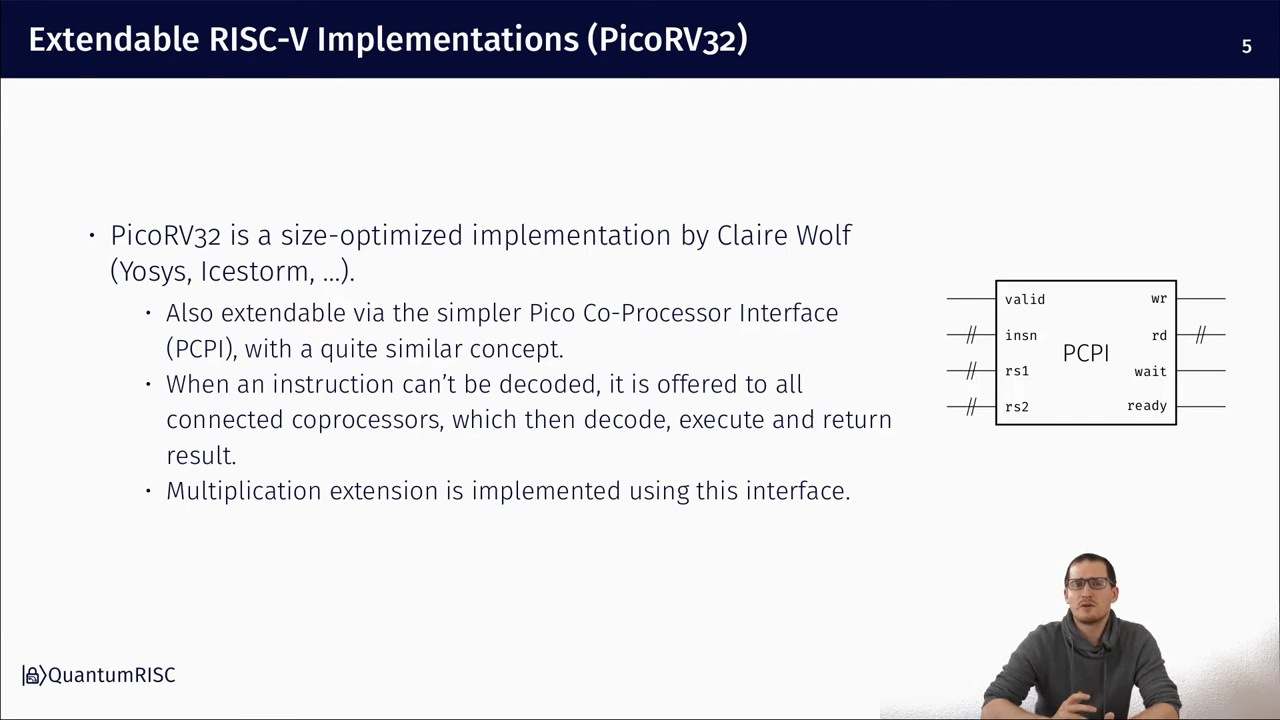 Extendable RISC-V Implementations (PicoRV32)
5
• PicoRV32 is a size-optimized implementation by Claire Wolf
(Yosys, Icestorm, ...).
• Also extendable via the simpler Pico Co-Processor Interface
(PCPI), with a quite similar concept.
• When an instruction can't be decoded, it is offered to all
connected coprocessors, which then decode, execute and return
result.
• Multiplication extension is implemented using this interface.
valid wr
insn rd
PCPI
rs1 wait
rs2 ready
QuantumRISC